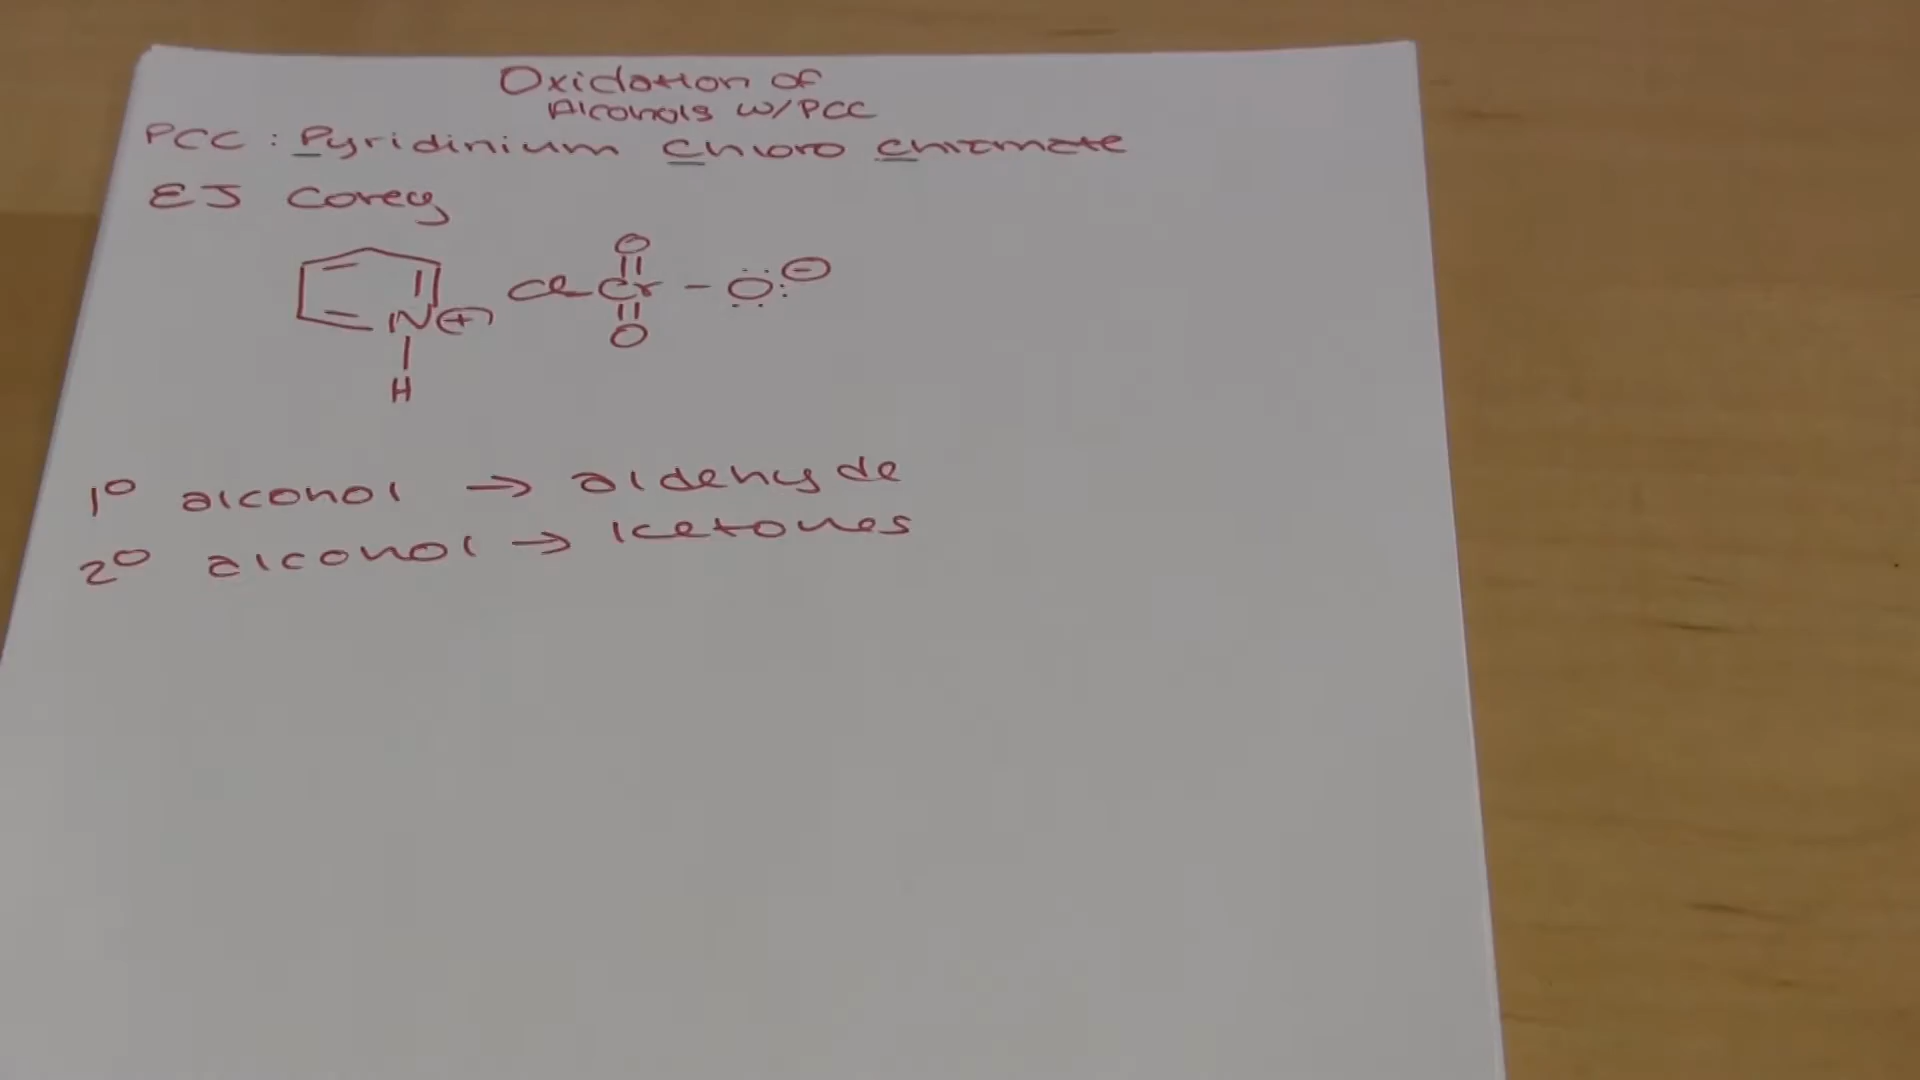 Oxidation of
Alcohols w/PCC
PCC : Pyridinium Chloro Chromate
EJ Corey
O
Cl Cr - O ⊖
N ⊕
O
H
1° alcohol → aldehyde
2° alcohol → ketones